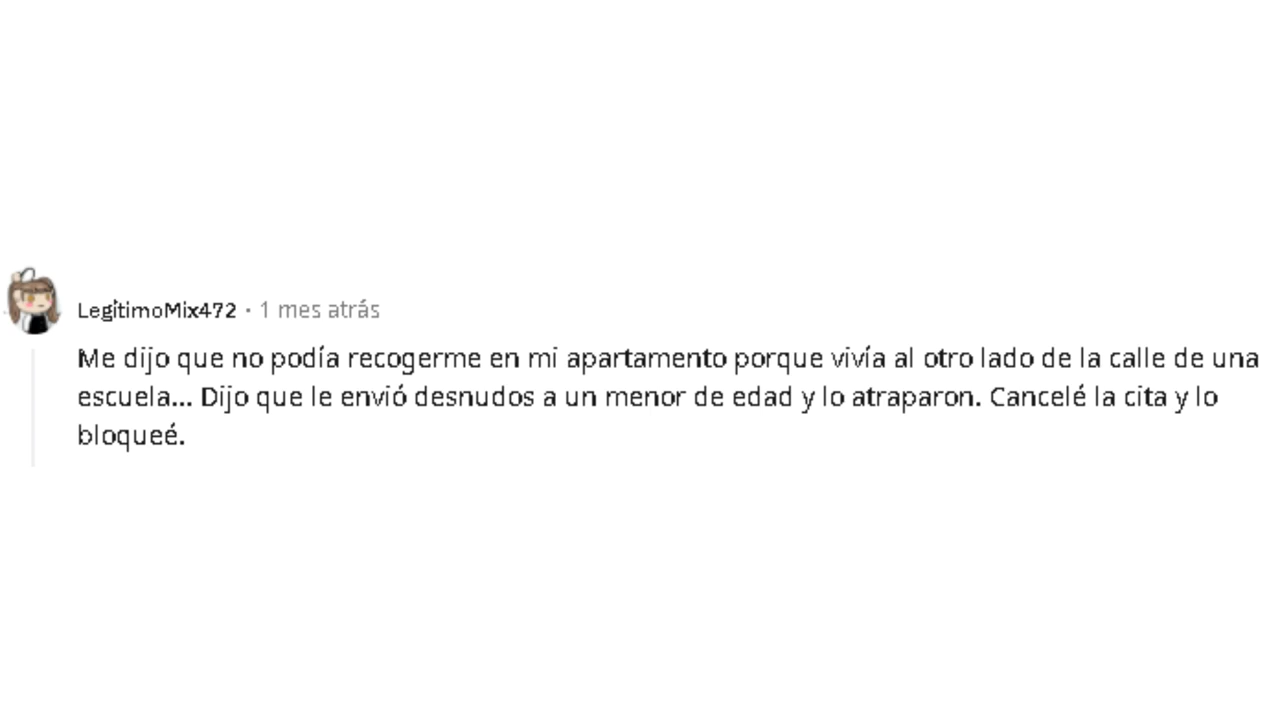 LegítimoMix472 · 1 mes atrás
Me dijo que no podía recogerme en mi apartamento porque vivía al otro lado de la calle de una
escuela... Dijo que le envió desnudos a un menor de edad y lo atraparon. Cancelé la cita y lo
bloqueé.